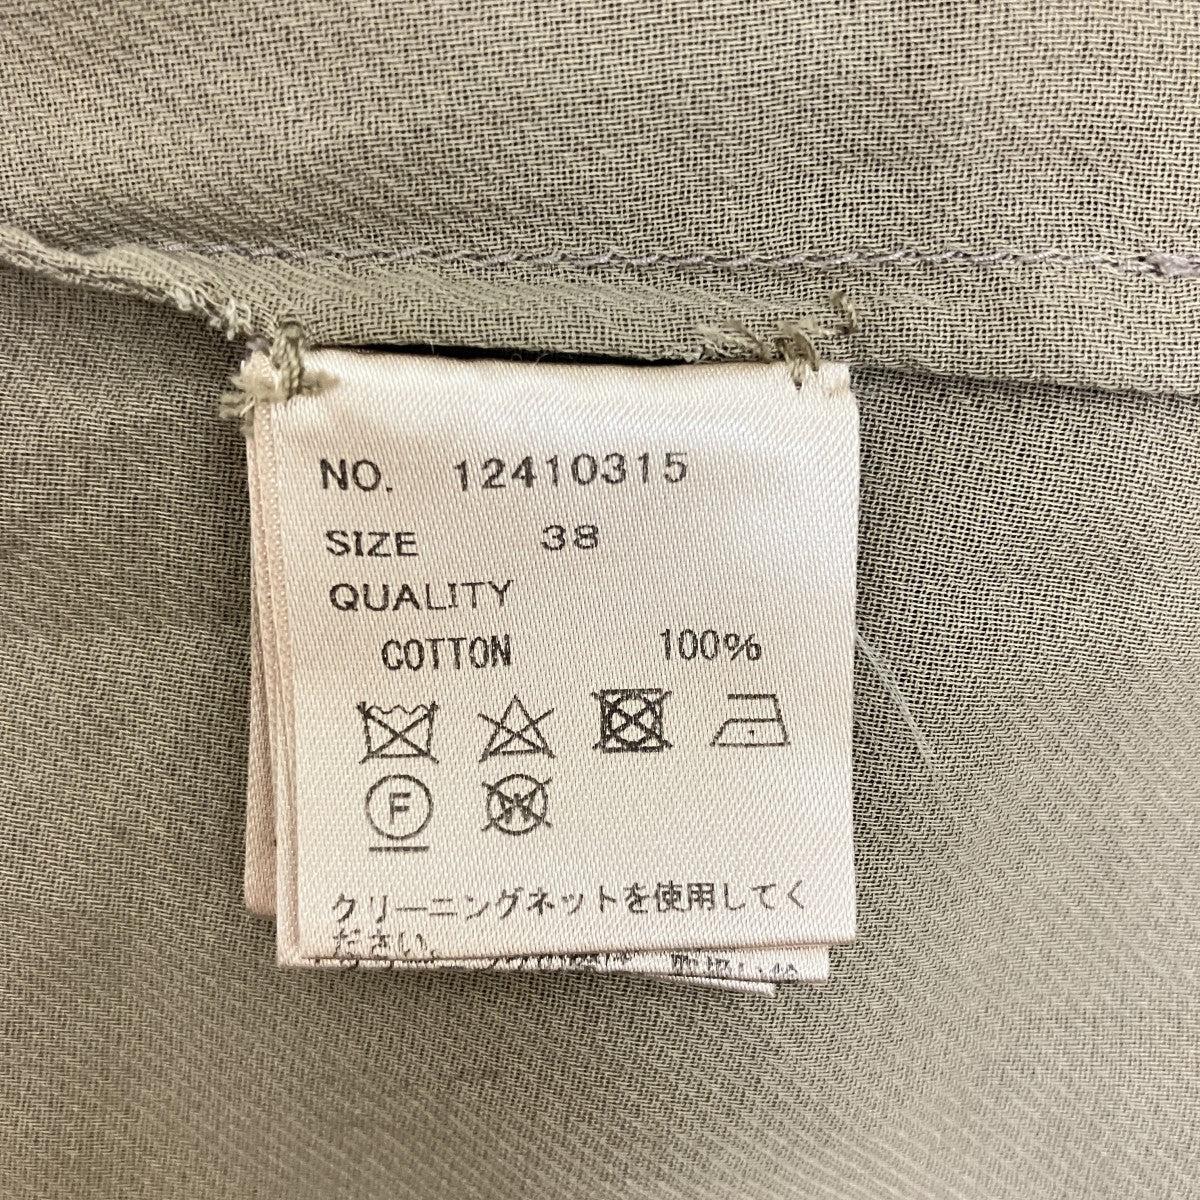 NO. 12410315
SIZE 38
QUALITY
COTTON 100%
F
W
クリーニングネットを使用してく
ださい。